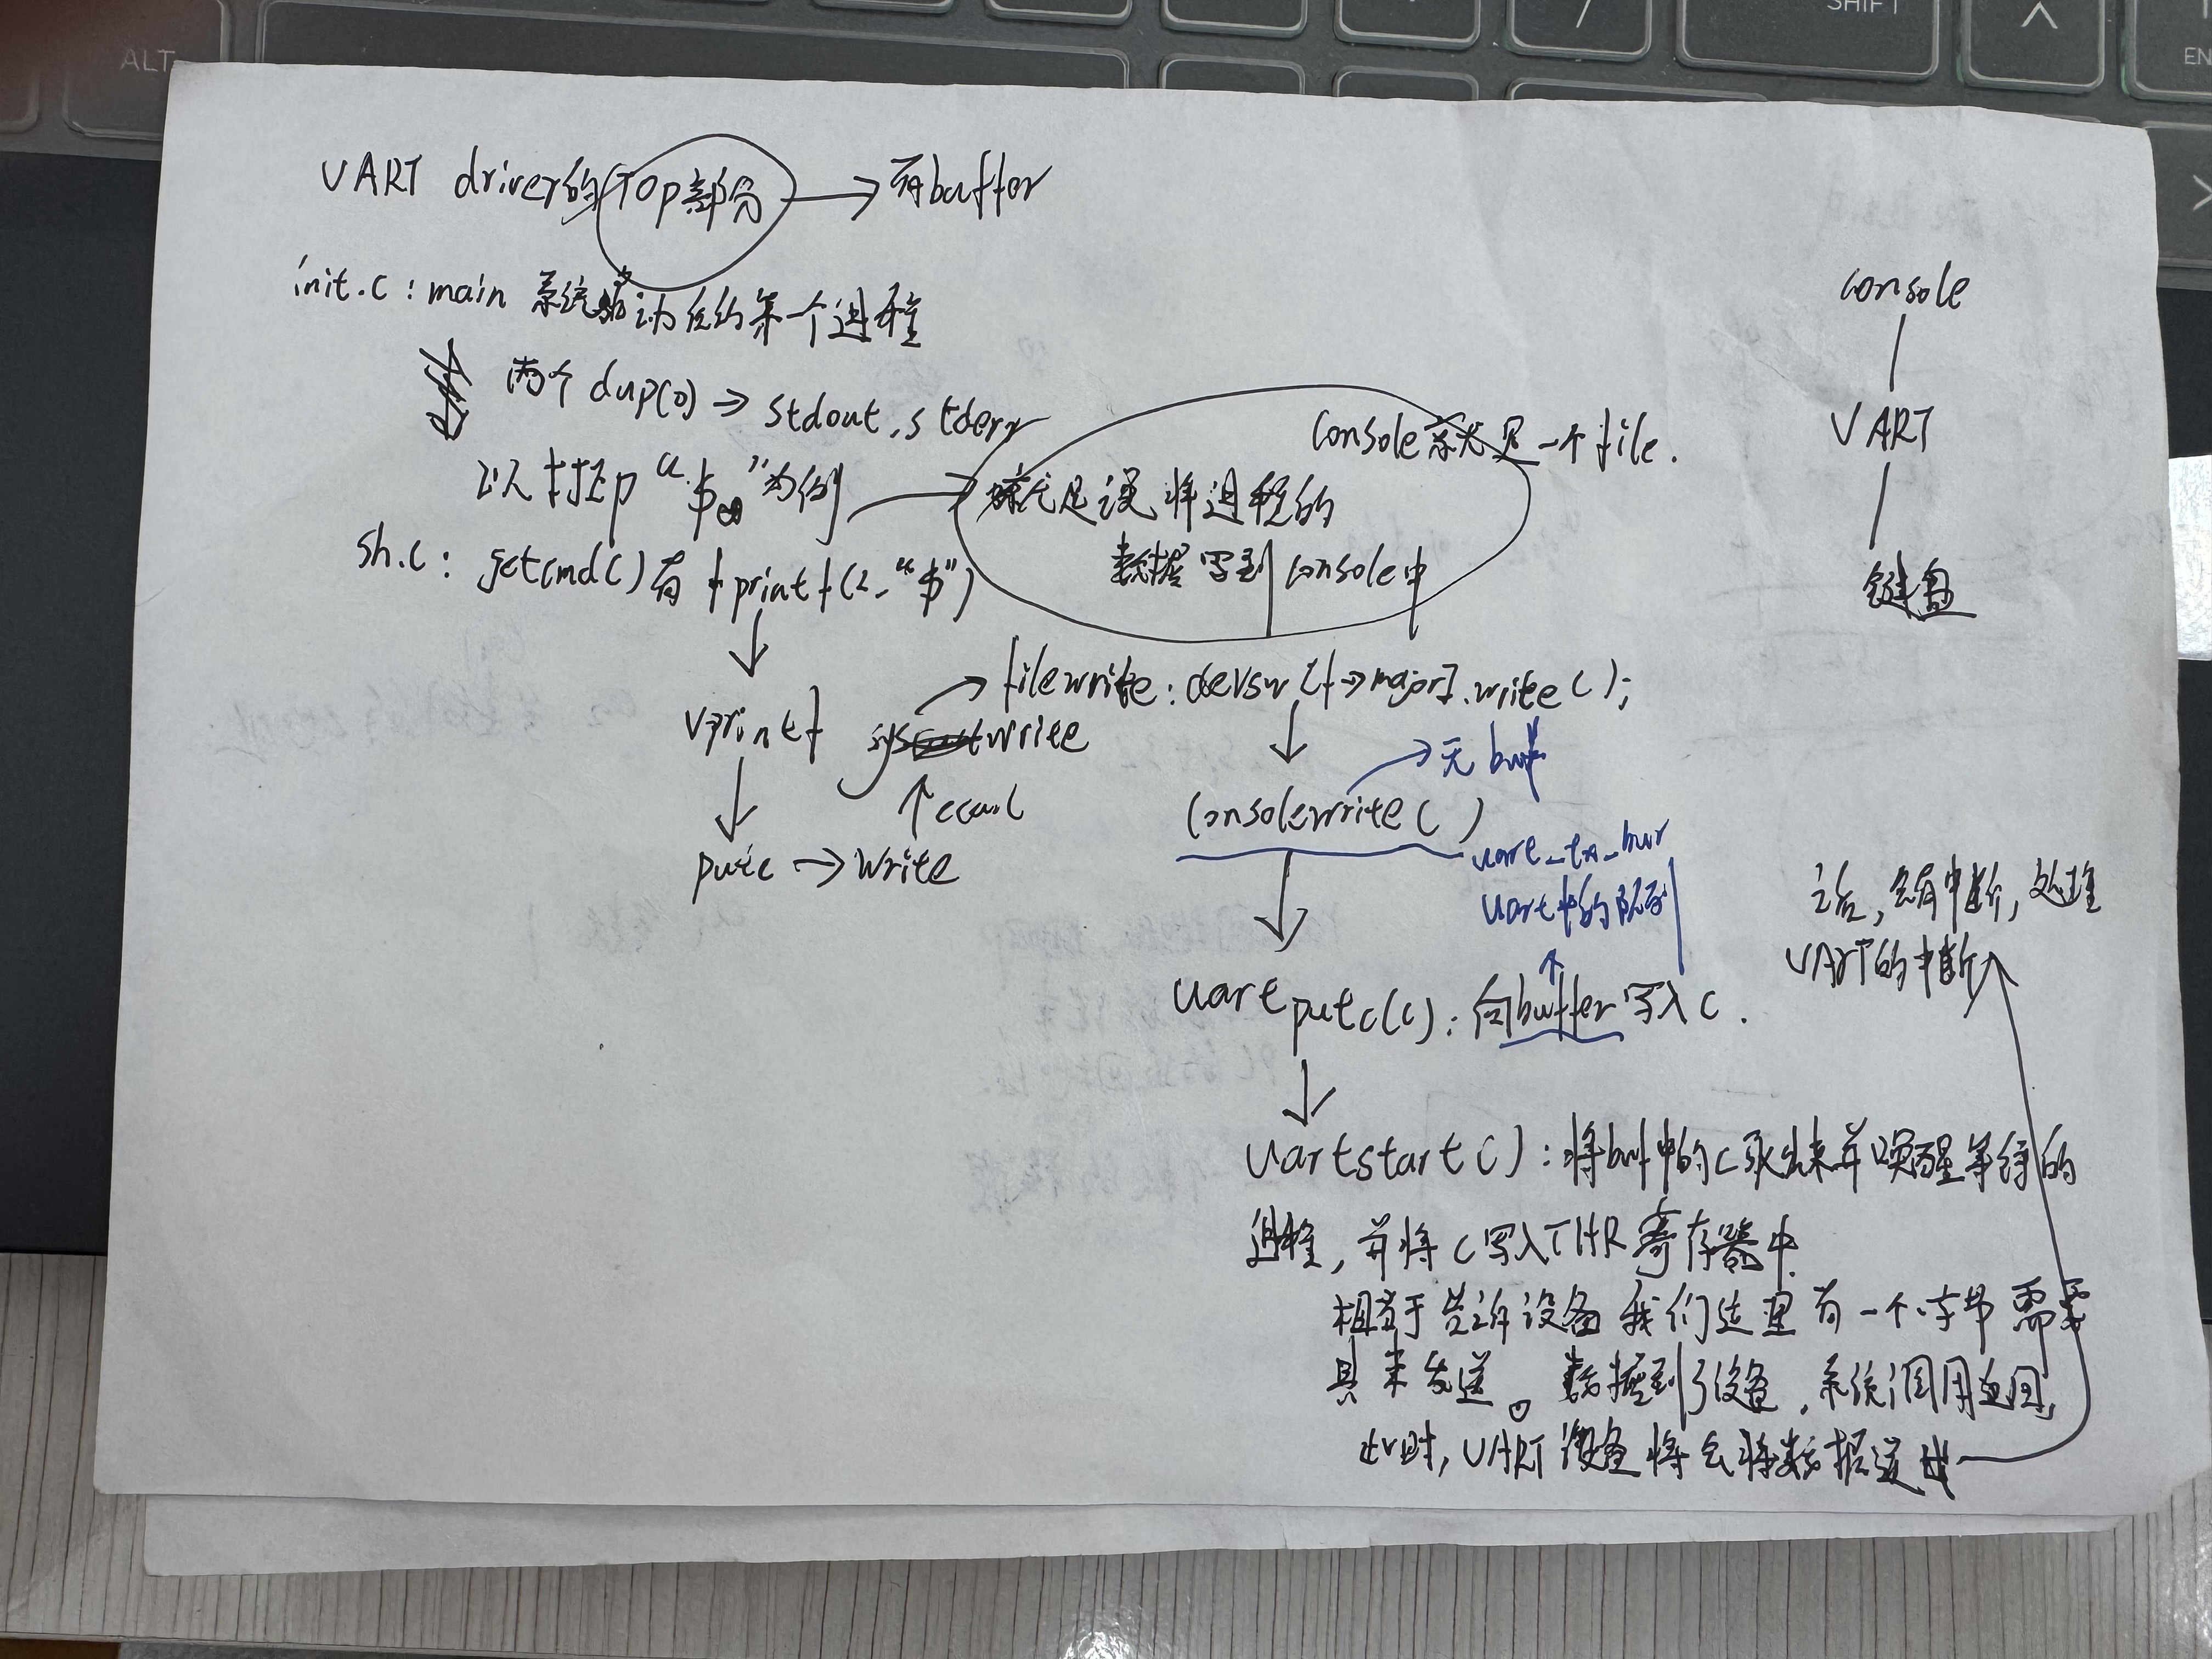 UART driver的Top部分 → 有buffer
init.c : main 系统启动后的第一个进程
两个 dup(0) → stdout, stderr
以打印 "$" 为例
sh.c : getcmd() 有 fprintf(2, "$")
vprintf
putc → write
ecall
syswrite
console就是一个file.
就是说将进程的
数据写到console中
filewrite: devsw[f→major].write();
consolewrite()
无 buf
uart_tx_buf
uart中的队列
uartputc(c): 向buffer写入c.
uartstart(): 将buf中的c取出来并唤醒等待的
进程, 并将c写入THR寄存器中.
相当于告诉设备我们这里有一个字节需要
来发送。数据到了设备, 系统调用返回,
此时, UART设备将会将数据送出
之后, 会有中断, 处理
UART的中断
console
UART
键盘
ALT
SHIFT